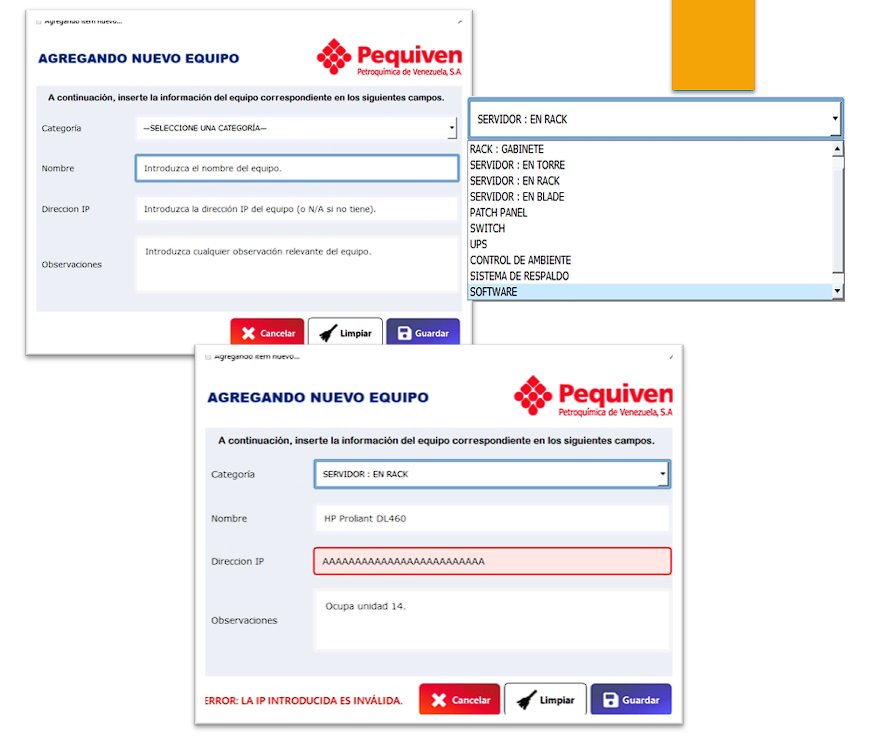 Agregando item nuevo...
AGREGANDO NUEVO EQUIPO
Pequiven
Petroquímica de Venezuela, S.A.
A continuación, inserte la información del equipo correspondiente en los siguientes campos.
Categoría
—SELECCIONE UNA CATEGORÍA—
Nombre
Introduzca el nombre del equipo.
Direccion IP
Introduzca la dirección IP del equipo (o N/A si no tiene).
Observaciones
Introduzca cualquier observación relevante del equipo.
Cancelar
Limpiar
Guardar
SERVIDOR : EN RACK
RACK : GABINETE
SERVIDOR : EN TORRE
SERVIDOR : EN RACK
SERVIDOR : EN BLADE
PATCH PANEL
SWITCH
UPS
CONTROL DE AMBIENTE
SISTEMA DE RESPALDO
SOFTWARE
Agregando item nuevo...
AGREGANDO NUEVO EQUIPO
Pequiven
Petroquímica de Venezuela, S.A
A continuación, inserte la información del equipo correspondiente en los siguientes campos.
Categoría
SERVIDOR : EN RACK
Nombre
HP Proliant DL460
Direccion IP
AAAAAAAAAAAAAAAAAAAAAAAAA
Observaciones
Ocupa unidad 14.
ERROR: LA IP INTRODUCIDA ES INVÁLIDA.
Cancelar
Limpiar
Guardar